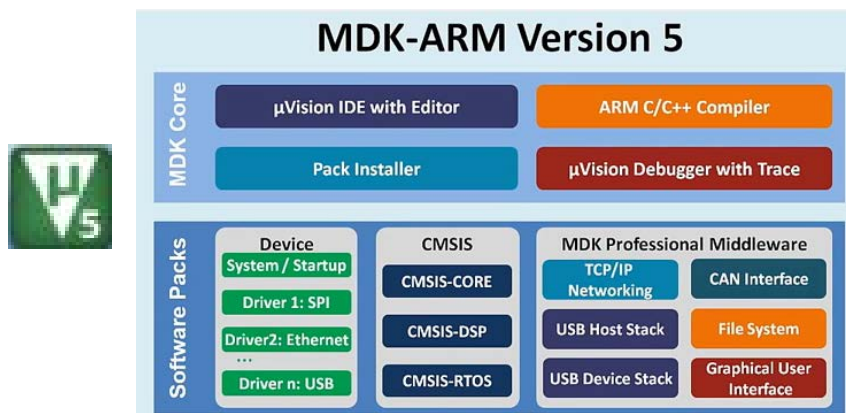 MDK-ARM Version 5
MDK Core
μVision IDE with Editor
ARM C/C++ Compiler
Pack Installer
μVision Debugger with Trace
μ
5
Software Packs
Device
System / Startup
Driver 1: SPI
Driver2: Ethernet
...
Driver n: USB
CMSIS
CMSIS-CORE
CMSIS-DSP
CMSIS-RTOS
MDK Professional Middleware
TCP/IP
Networking
CAN Interface
USB Host Stack
File System
USB Device Stack
Graphical User
Interface